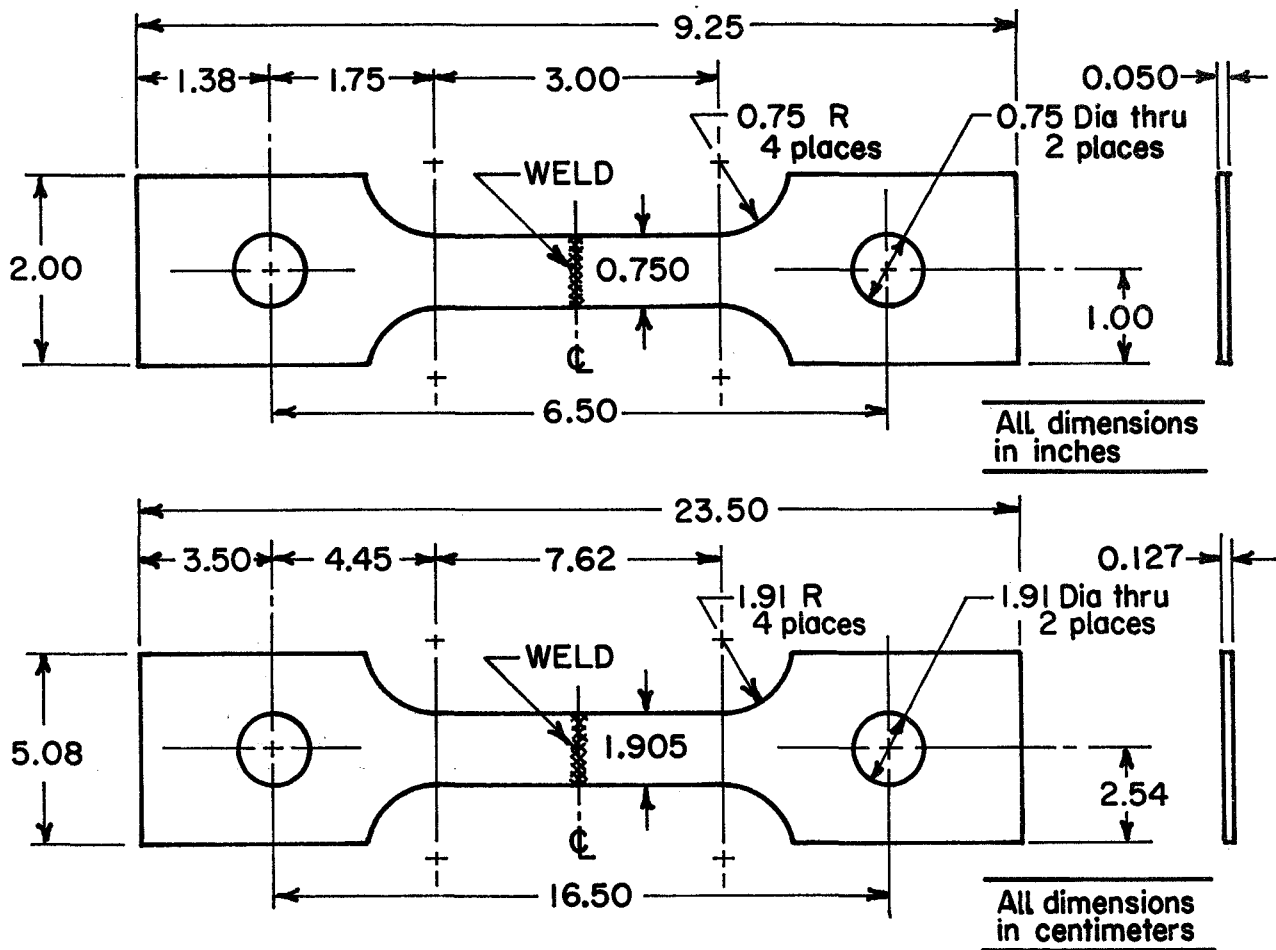 9.25
1.38
1.75
3.00
0.050
0.75 R
4 places
0.75 Dia thru
2 places
WELD
2.00
0.750
1.00
℄
6.50
All dimensions
in inches
23.50
3.50
4.45
7.62
0.127
1.91 R
4 places
1.91 Dia thru
2 places
WELD
5.08
1.905
2.54
℄
16.50
All dimensions
in centimeters